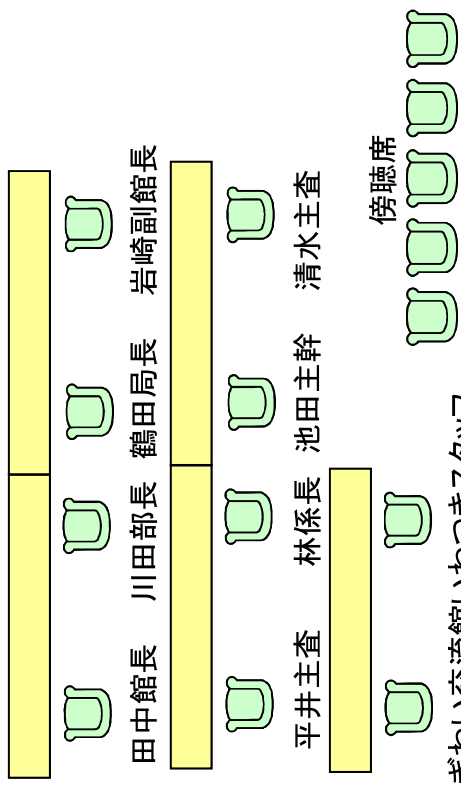 田中館長 川田部長 鶴田局長 岩崎副館長
平井主査 林係長 池田主幹 清水主査
傍聴席
ぎわい交流館いわつきスタッフ